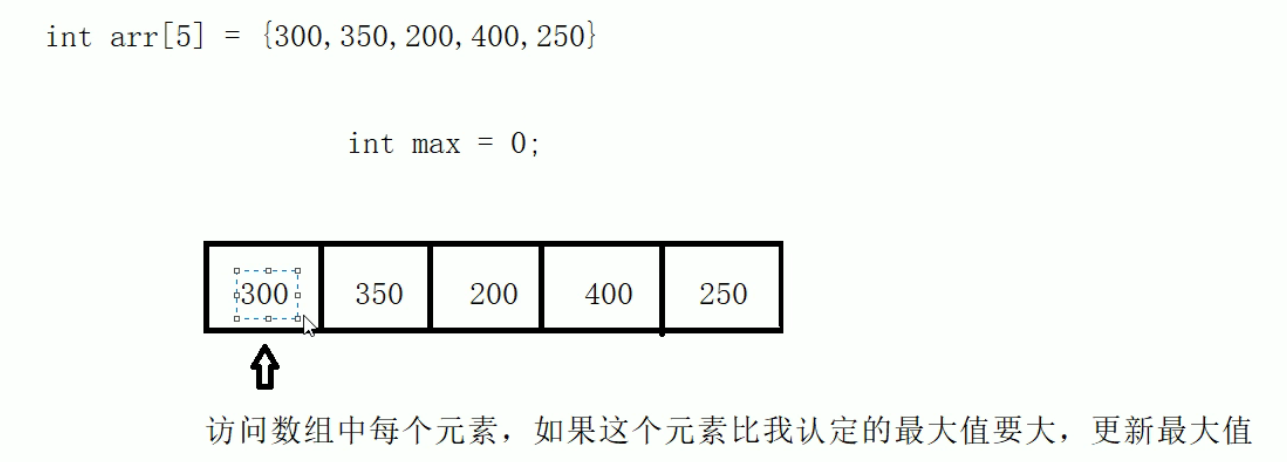 int arr[5] = {300,350,200,400,250}
int max = 0;
300 350 200 400 250
访问数组中每个元素，如果这个元素比我认定的最大值要大，更新最大值